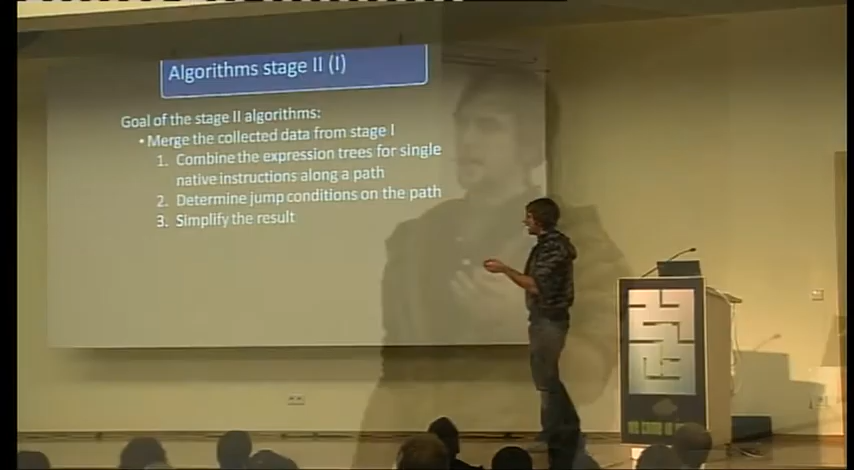 Algorithms stage II (I)
Goal of the stage II algorithms:
• Merge the collected data from stage I
1. Combine the expression trees for single
native instructions along a path
2. Determine jump conditions on the path
3. Simplify the result